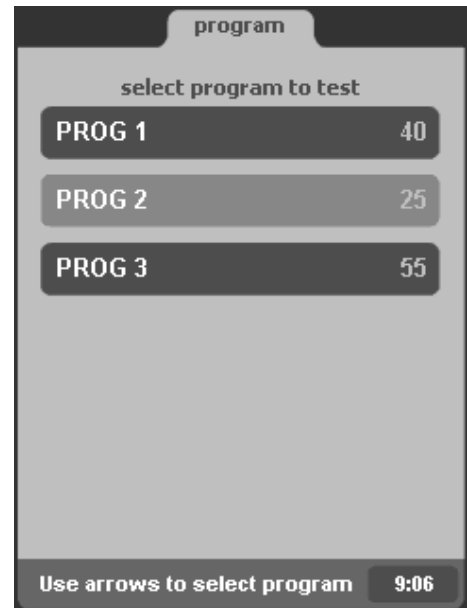 program
select program to test
PROG 1 40
PROG 2 25
PROG 3 55
Use arrows to select program 9:06